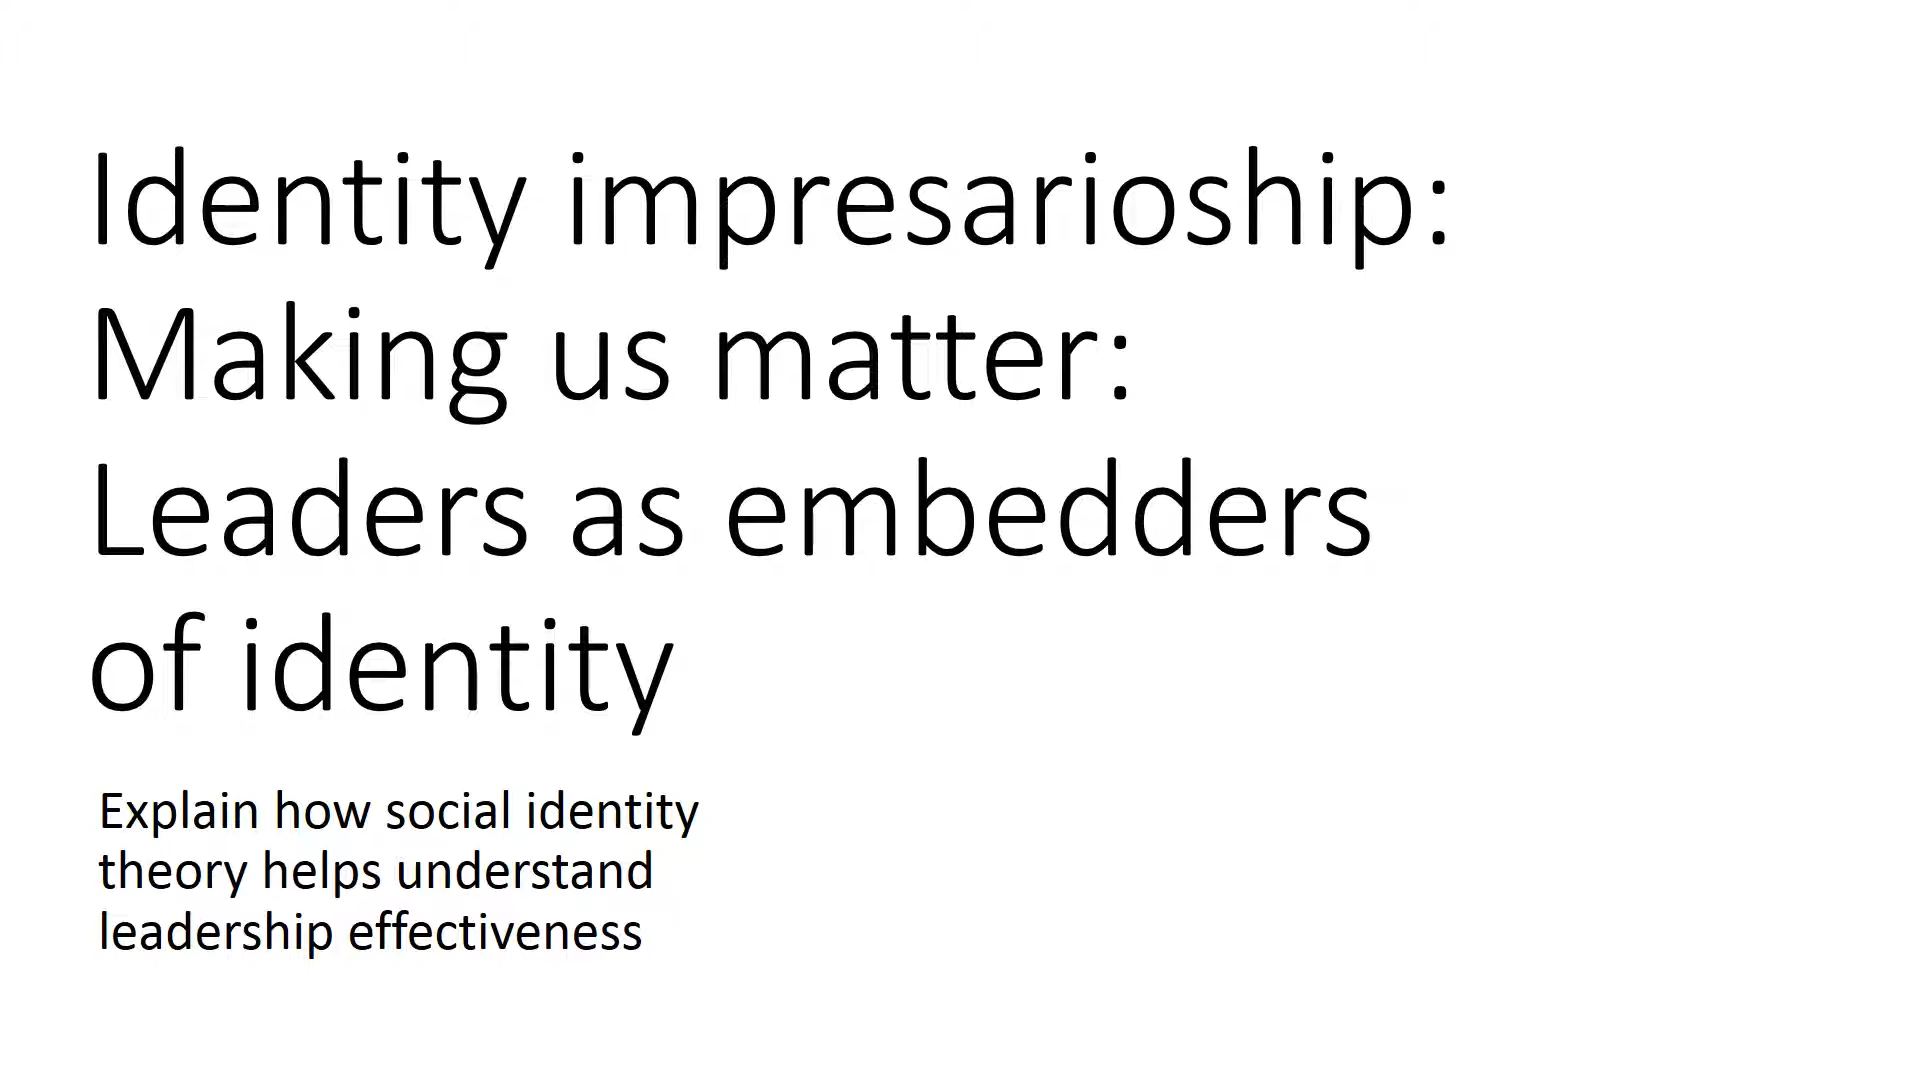 Identity impresarioship:
Making us matter:
Leaders as embedders
of identity
Explain how social identity
theory helps understand
leadership effectiveness